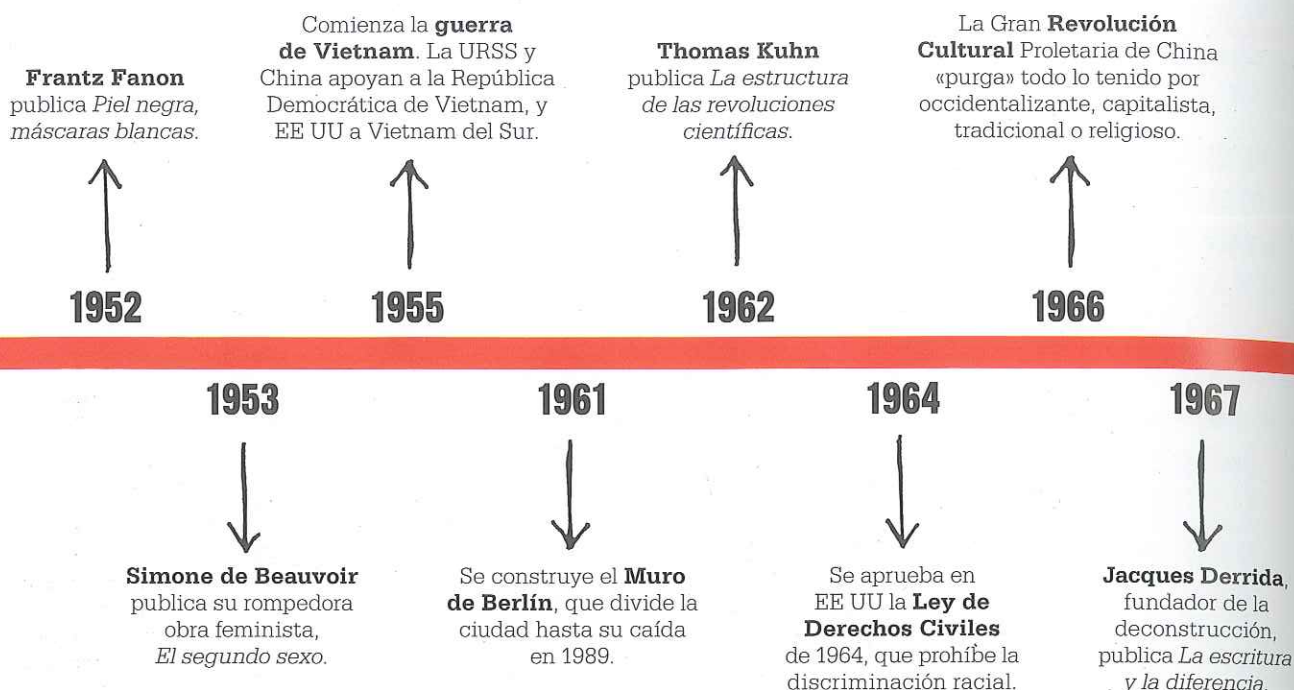 Frantz Fanon
publica Piel negra,
máscaras blancas.
1952
Comienza la guerra
de Vietnam. La URSS y
China apoyan a la República
Democrática de Vietnam, y
EE UU a Vietnam del Sur.
1955
Thomas Kuhn
publica La estructura
de las revoluciones
científicas.
1962
La Gran Revolución
Cultural Proletaria de China
«purga» todo lo tenido por
occidentalizante, capitalista,
tradicional o religioso.
1966
1953
Simone de Beauvoir
publica su rompedora
obra feminista,
El segundo sexo.
1961
Se construye el Muro
de Berlín, que divide la
ciudad hasta su caída
en 1989.
1964
Se aprueba en
EE UU la Ley de
Derechos Civiles
de 1964, que prohíbe la
discriminación racial.
1967
Jacques Derrida,
fundador de la
deconstrucción,
publica La escritura
y la diferencia.